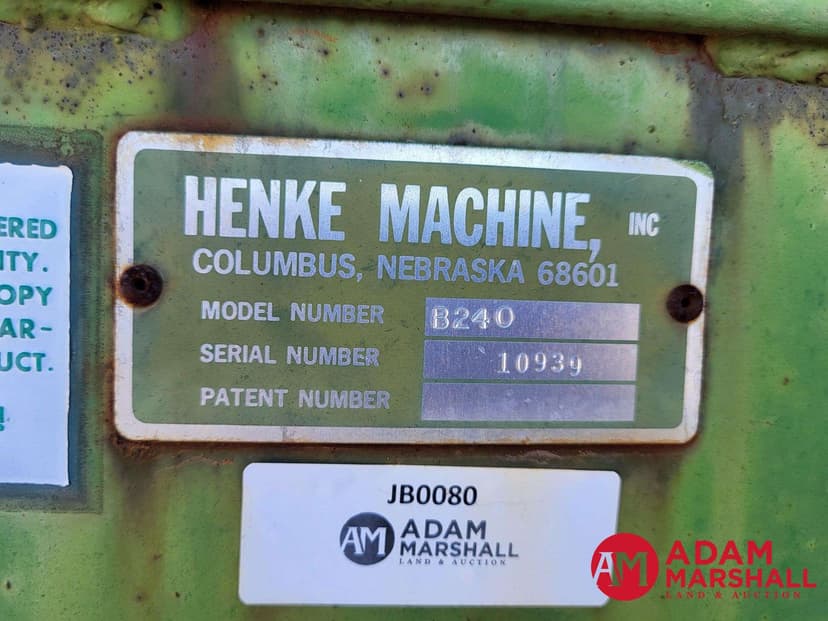 HENKE MACHINE, INC
COLUMBUS, NEBRASKA 68601
MODEL NUMBER B240
SERIAL NUMBER 10939
PATENT NUMBER
ERED
ITY.
OPY
AR-
UCT.
!
JB0080
AM ADAM
MARSHALL
LAND & AUCTION
AM ADAM
MARSHALL
LAND & AUCTION